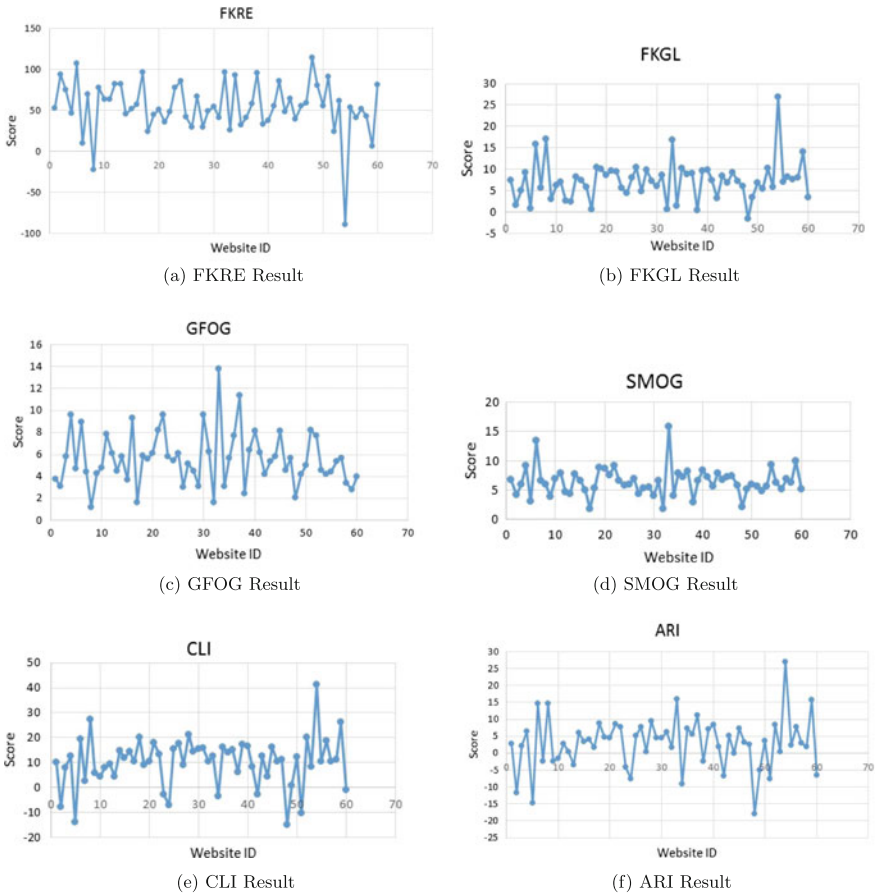 FKRE
150
100
50
0
-50
-100
0 10 20 30 40 50 60 70
Score
Website ID
(a) FKRE Result
FKGL
30
25
20
15
10
5
0
-5
0 10 20 30 40 50 60 70
Score
Website ID
(b) FKGL Result
GFOG
16
14
12
10
8
6
4
2
0
0 10 20 30 40 50 60 70
Score
Website ID
(c) GFOG Result
SMOG
20
15
10
5
0
0 10 20 30 40 50 60 70
Score
Website ID
(d) SMOG Result
CLI
50
40
30
20
10
0
-10
-20
0 10 20 30 40 50 60 70
Score
Website ID
(e) CLI Result
ARI
30
25
20
15
10
5
0
-5
-10
-15
-20
-25
0 10 20 30 40 50 60 70
Score
Website ID
(f) ARI Result